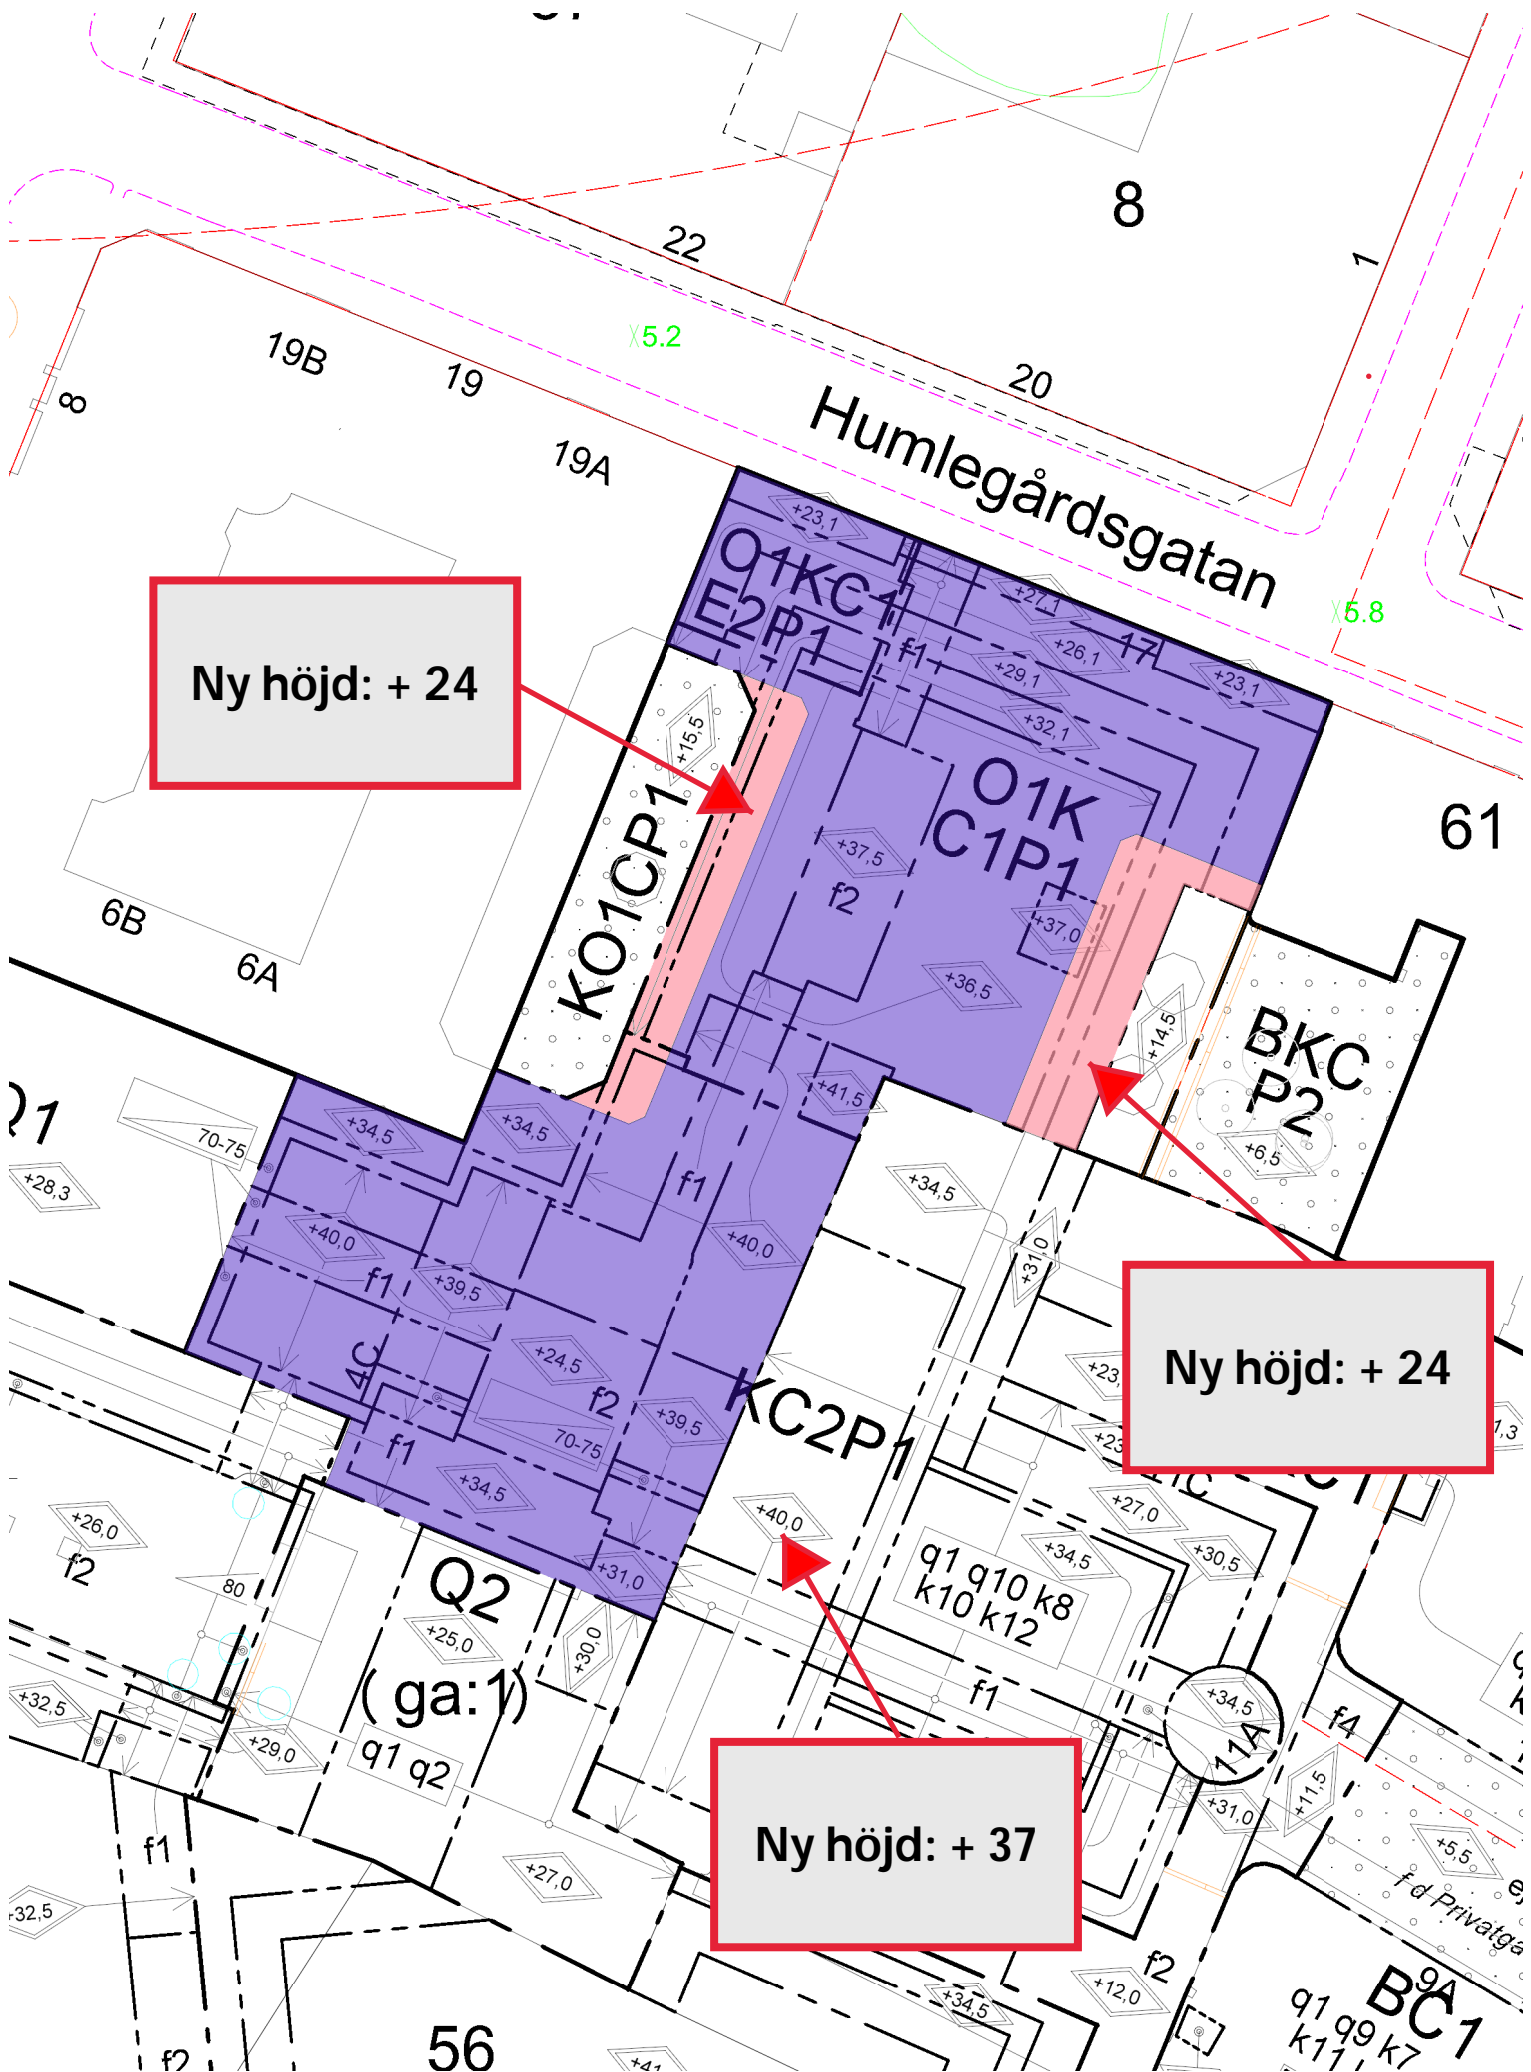 8
22
1
5.2
19B
19
20
8
19A
Humlegårdsgatan
+23,1
O1KC1
E2P1
+27,1
17
5.8
+26,1
f1
+29,1
+23,1
Ny höjd: + 24
+15,5
+32,1
O1K
C1P1
61
KO1CP1
+37,5
f2
+37,0
6B
6A
+36,5
+14,5
BKC
P2
+6,5
Q1
+41,5
+34,5
+34,5
70-75
+28,3
f1
+34,5
+40,0
+40,0
+31,0
f1
+39,5
Ny höjd: + 24
+24,5
4C
f2
+39,5
KC2P1
f1
70-75
+34,5
+40,0
+27,0
+26,0
f2
80
+31,0
Q2
+25,0
( ga:1)
+30,0
q1 q10 k8
k10 k12
+34,5
+30,5
f1
+34,5
11A
f4
+32,5
+29,0
q1 q2
Ny höjd: + 37
+31,0
+11,5
+5,5
f1
+27,0
f2
+12,0
+34,5
9A
BC1
q1 q9 k7
56
f2